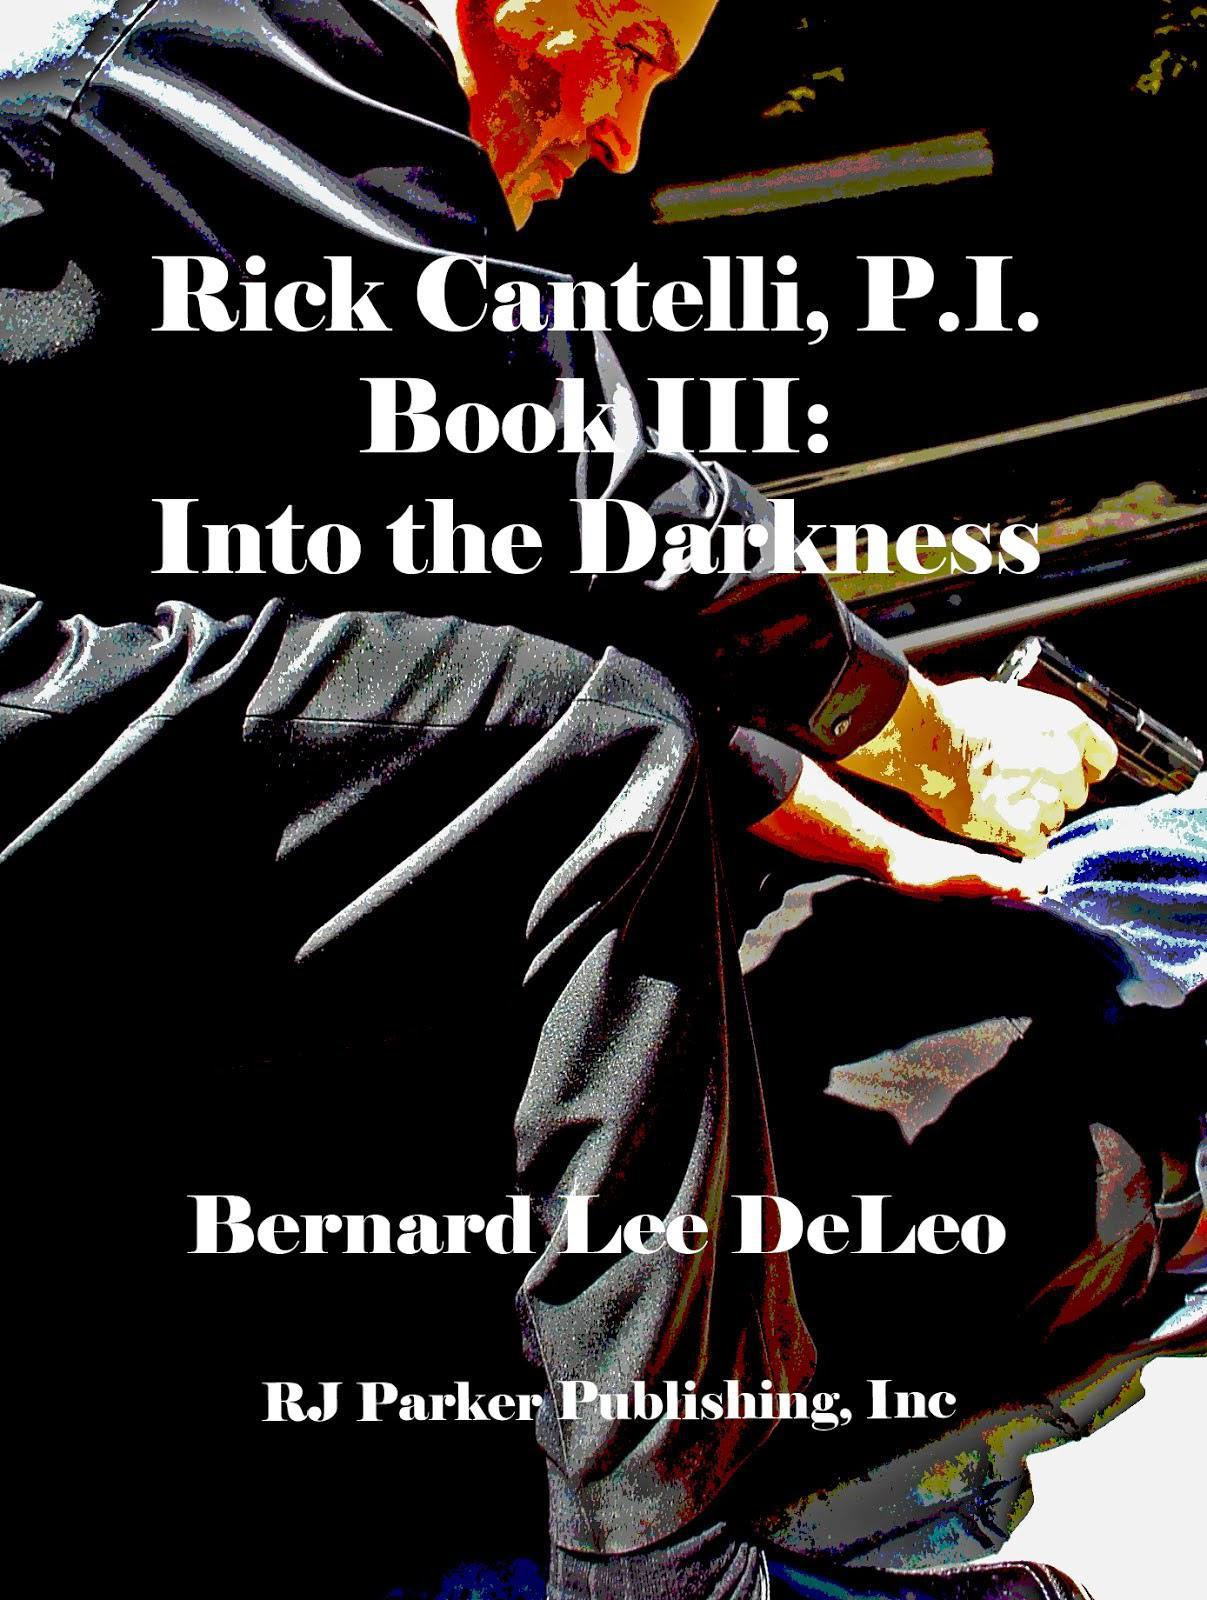 Rick Cantelli, P.I.
Book III:
Into the Darkness
Bernard Lee DeLeo
RJ Parker Publishing, Inc